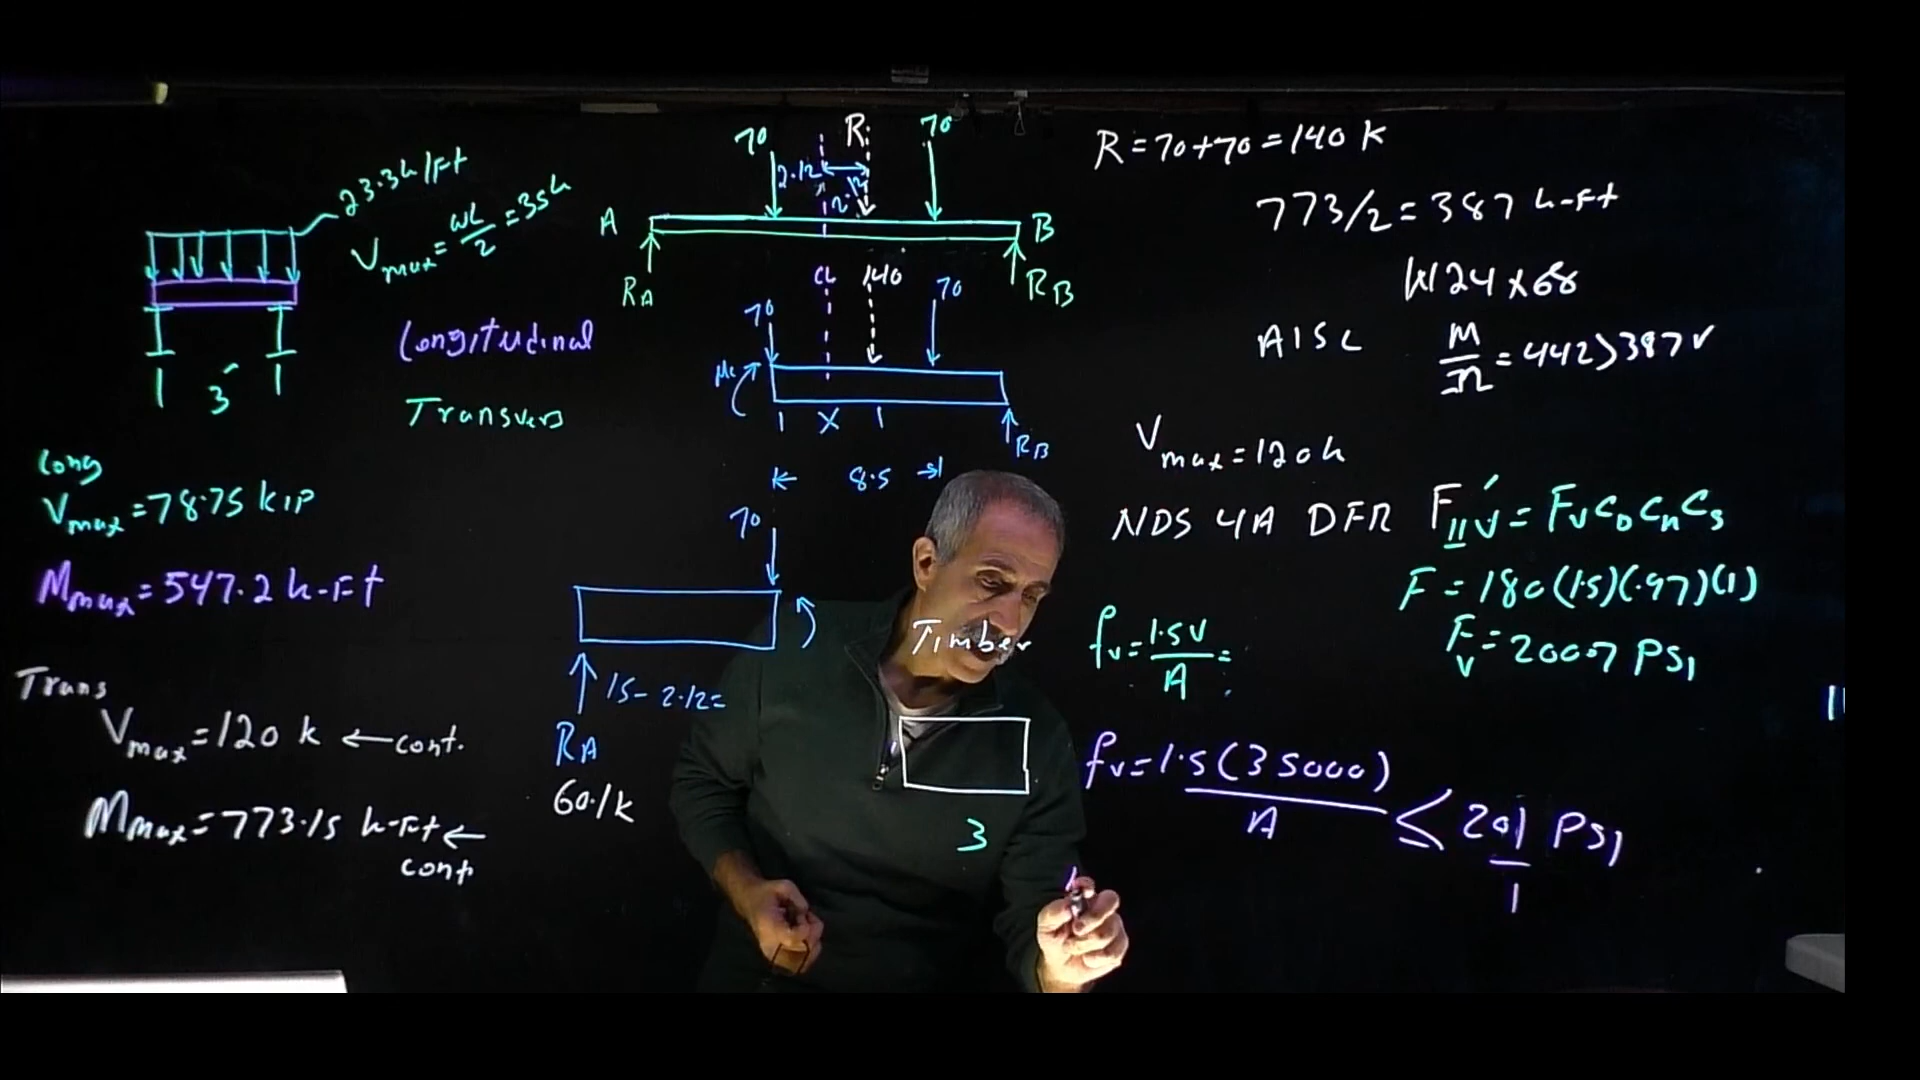 23.3k/Ft
Vmax = wL/2 = 35k
3'
Longitudinal
Transvers
Long
Vmax = 78.75 KIP
Mmax = 547.2 k-Ft
Trans
Vmax = 120 k ← cont.
Mmax = 773.15 k-Ft ←
cont
70 R 70
2.12
A B
RA RB
CL 140 70
70
Mc
X
RB
8.5
70
15 - 2.12 =
RA
60.1k
Timber
3
R = 70+70 = 140 K
773/2 = 387 k-Ft
W24x68
AISC M/Ω = 442 > 387 ✓
Vmax = 120k
NDS 4A DFR F'v = Fv CD CM Cs
F = 180(1.5)(.97)(1)
Fv = 200.7 PSI
fv = 1.5V/A =
fv = 1.5(35000)/A ≤ 201 PSI
1